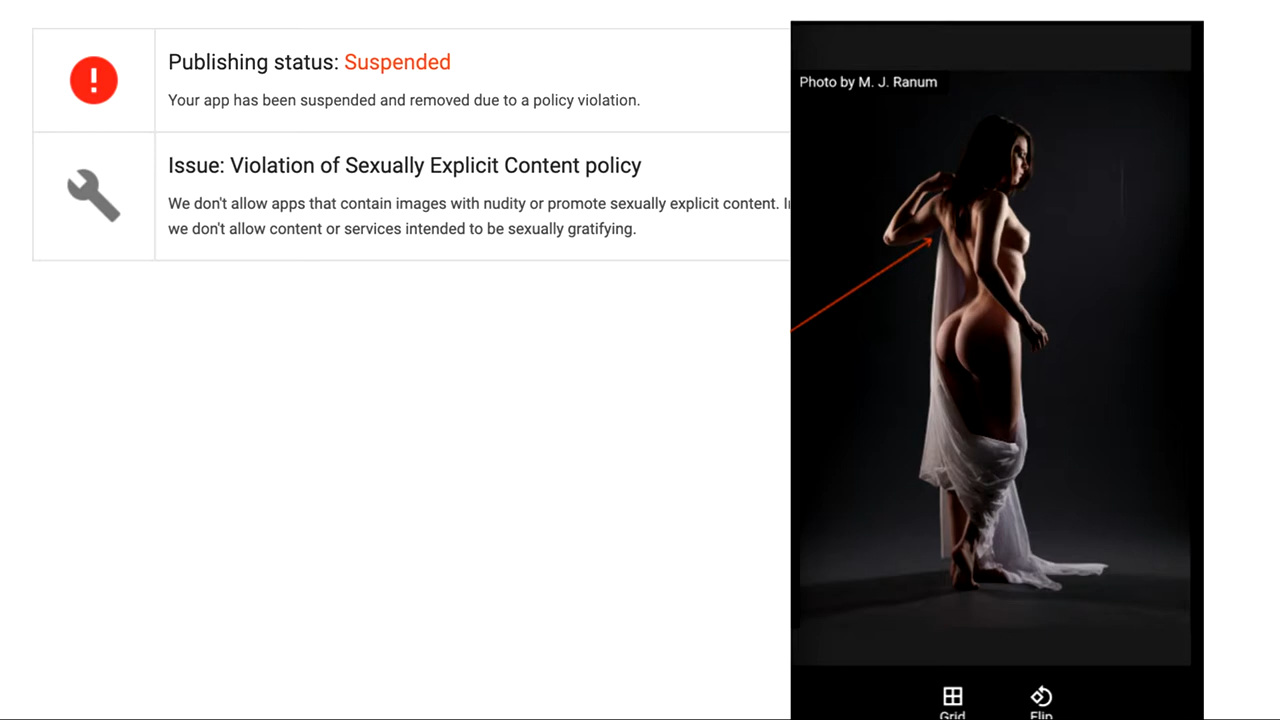 Publishing status: Suspended
Your app has been suspended and removed due to a policy violation.
Issue: Violation of Sexually Explicit Content policy
We don't allow apps that contain images with nudity or promote sexually explicit content.
we don't allow content or services intended to be sexually gratifying.
Photo by M. J. Ranum
Grid
Flip